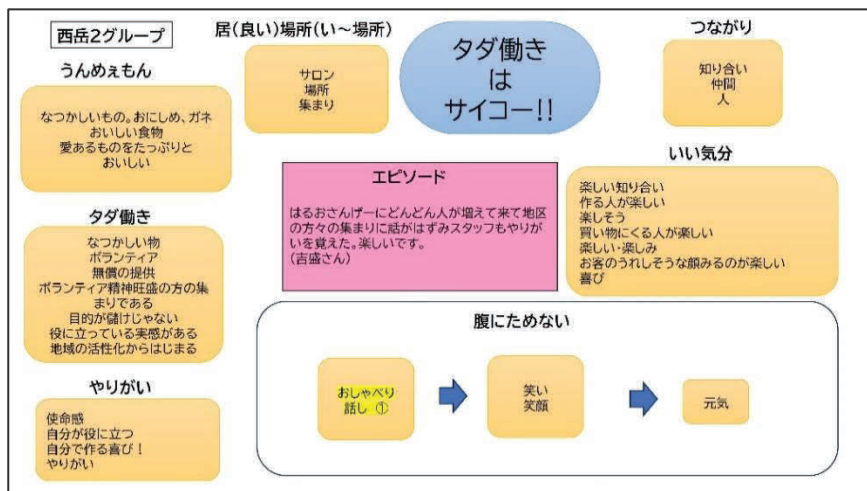 西岳2グループ
うんめぇもん
なつかしいもの。おにしめ、ガネ
おいしい食物
愛あるものをたっぷりと
おいしい
居(良い)場所(い～場所)
サロン
場所
集まり
タダ働き
は
サイコー!!
つながり
知り合い
仲間
人
タダ働き
なつかしい物
ボランティア
無償の提供
ボランティア精神旺盛の方の集
まりである
目的が儲けじゃない
役に立っている実感がある
地域の活性化からはじまる
エピソード
はるおさんげーにどんどん人が増えて来て地区
の方々の集まりに話がはずみスタッフもやりが
いを覚えた。楽しいです。
(吉盛さん)
いい気分
楽しい知り合い
作る人が楽しい
楽しそう
買い物にくる人が楽しい
楽しい・楽しみ
お客のうれしそうな顔みるのが楽しい
喜び
やりがい
使命感
自分が役に立つ
自分で作る喜び！
やりがい
腹にためない
おしゃべり
話し ①
笑い
笑顔
元気